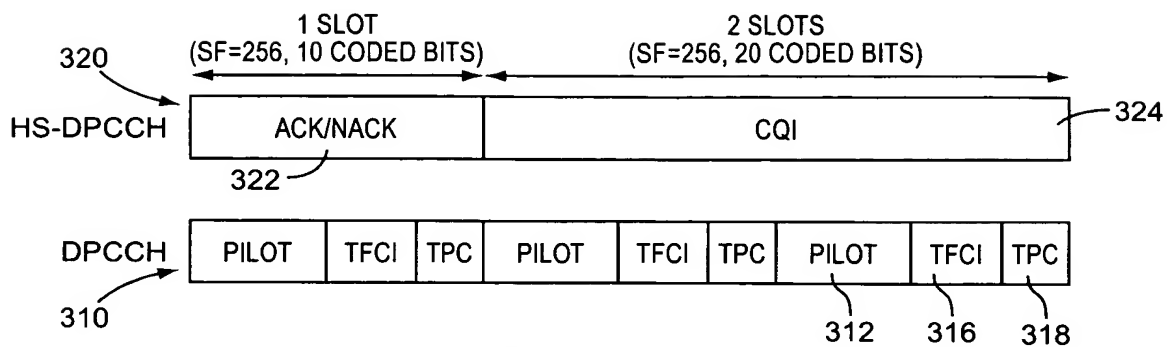 1 SLOT
(SF=256, 10 CODED BITS)
2 SLOTS
(SF=256, 20 CODED BITS)
320
HS-DPCCH
ACK/NACK
CQI
324
322
DPCCH
PILOT TFCI TPC PILOT TFCI TPC PILOT TFCI TPC
310
312
316
318